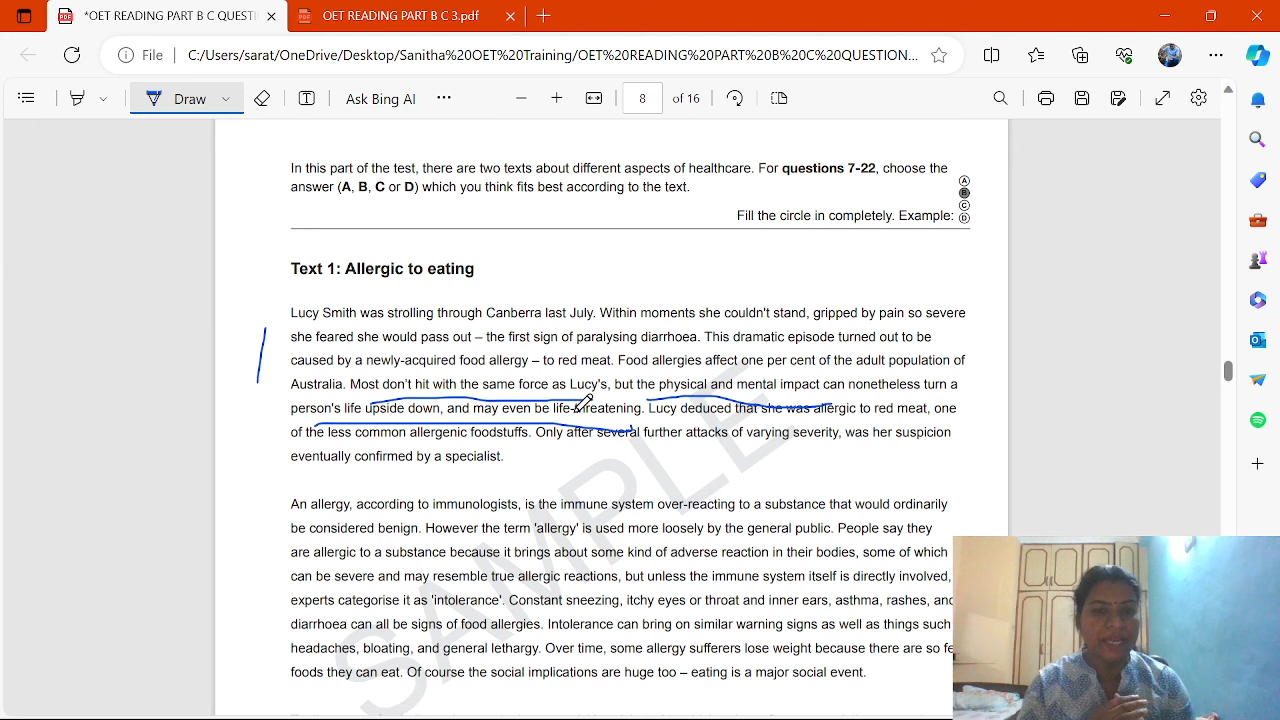 *OET READING PART B C QUESTI
OET READING PART B C 3.pdf
File
C:/Users/sarat/OneDrive/Desktop/Sanitha%20OET%20Training/OET%20READING%20PART%20B%20C%20QUESTION...
Draw
Ask Bing AI
8 of 16
In this part of the test, there are two texts about different aspects of healthcare. For questions 7-22, choose the
answer (A, B, C or D) which you think fits best according to the text.
A
B
C
D
Fill the circle in completely. Example:
Text 1: Allergic to eating
Lucy Smith was strolling through Canberra last July. Within moments she couldn't stand, gripped by pain so severe
she feared she would pass out – the first sign of paralysing diarrhoea. This dramatic episode turned out to be
caused by a newly-acquired food allergy – to red meat. Food allergies affect one per cent of the adult population of
Australia. Most don't hit with the same force as Lucy's, but the physical and mental impact can nonetheless turn a
person's life upside down, and may even be life-threatening. Lucy deduced that she was allergic to red meat, one
of the less common allergenic foodstuffs. Only after several further attacks of varying severity, was her suspicion
eventually confirmed by a specialist.
An allergy, according to immunologists, is the immune system over-reacting to a substance that would ordinarily
be considered benign. However the term 'allergy' is used more loosely by the general public. People say they
are allergic to a substance because it brings about some kind of adverse reaction in their bodies, some of which
can be severe and may resemble true allergic reactions, but unless the immune system itself is directly involved,
experts categorise it as 'intolerance'. Constant sneezing, itchy eyes or throat and inner ears, asthma, rashes, and
diarrhoea can all be signs of food allergies. Intolerance can bring on similar warning signs as well as things such
headaches, bloating, and general lethargy. Over time, some allergy sufferers lose weight because there are so fe
foods they can eat. Of course the social implications are huge too – eating is a major social event.
SAMPLE